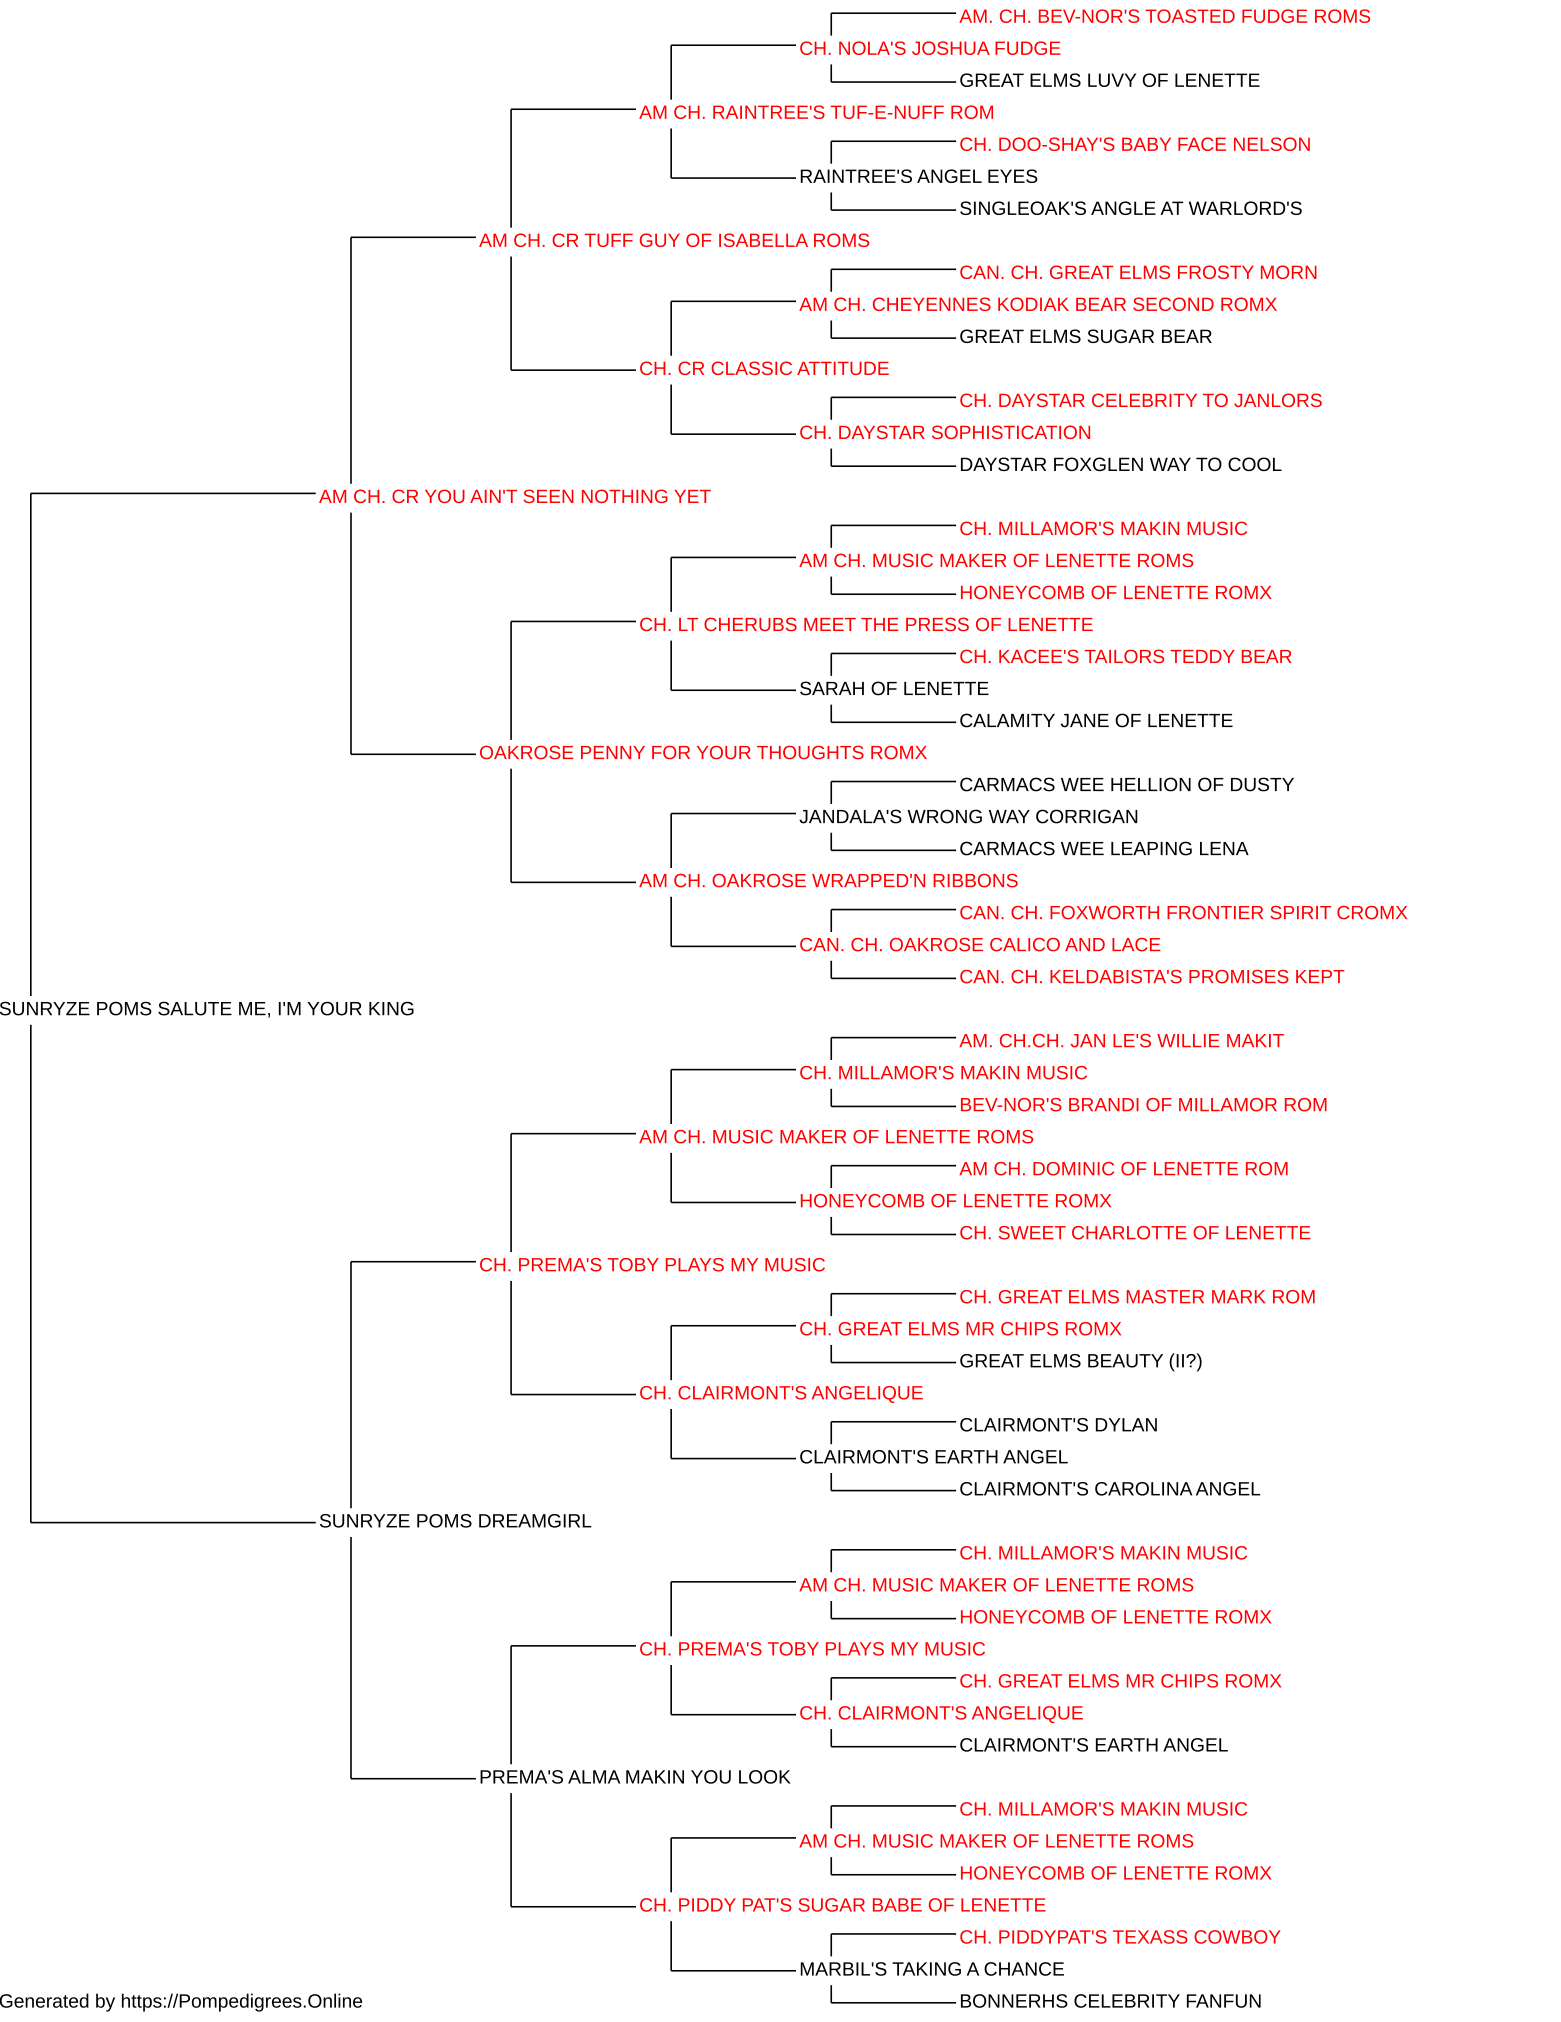 AM. CH. BEV-NOR'S TOASTED FUDGE ROMS
CH. NOLA'S JOSHUA FUDGE
GREAT ELMS LUVY OF LENETTE
AM CH. RAINTREE'S TUF-E-NUFF ROM
CH. DOO-SHAY'S BABY FACE NELSON
RAINTREE'S ANGEL EYES
SINGLEOAK'S ANGLE AT WARLORD'S
AM CH. CR TUFF GUY OF ISABELLA ROMS
CAN. CH. GREAT ELMS FROSTY MORN
AM CH. CHEYENNES KODIAK BEAR SECOND ROMX
GREAT ELMS SUGAR BEAR
CH. CR CLASSIC ATTITUDE
CH. DAYSTAR CELEBRITY TO JANLORS
CH. DAYSTAR SOPHISTICATION
DAYSTAR FOXGLEN WAY TO COOL
AM CH. CR YOU AIN'T SEEN NOTHING YET
CH. MILLAMOR'S MAKIN MUSIC
AM CH. MUSIC MAKER OF LENETTE ROMS
HONEYCOMB OF LENETTE ROMX
CH. LT CHERUBS MEET THE PRESS OF LENETTE
CH. KACEE'S TAILORS TEDDY BEAR
SARAH OF LENETTE
CALAMITY JANE OF LENETTE
OAKROSE PENNY FOR YOUR THOUGHTS ROMX
CARMACS WEE HELLION OF DUSTY
JANDALA'S WRONG WAY CORRIGAN
CARMACS WEE LEAPING LENA
AM CH. OAKROSE WRAPPED'N RIBBONS
CAN. CH. FOXWORTH FRONTIER SPIRIT CROMX
CAN. CH. OAKROSE CALICO AND LACE
CAN. CH. KELDABISTA'S PROMISES KEPT
SUNRYZE POMS SALUTE ME, I'M YOUR KING
AM. CH.CH. JAN LE'S WILLIE MAKIT
CH. MILLAMOR'S MAKIN MUSIC
BEV-NOR'S BRANDI OF MILLAMOR ROM
AM CH. MUSIC MAKER OF LENETTE ROMS
AM CH. DOMINIC OF LENETTE ROM
HONEYCOMB OF LENETTE ROMX
CH. SWEET CHARLOTTE OF LENETTE
CH. PREMA'S TOBY PLAYS MY MUSIC
CH. GREAT ELMS MASTER MARK ROM
CH. GREAT ELMS MR CHIPS ROMX
GREAT ELMS BEAUTY (II?)
CH. CLAIRMONT'S ANGELIQUE
CLAIRMONT'S DYLAN
CLAIRMONT'S EARTH ANGEL
CLAIRMONT'S CAROLINA ANGEL
SUNRYZE POMS DREAMGIRL
CH. MILLAMOR'S MAKIN MUSIC
AM CH. MUSIC MAKER OF LENETTE ROMS
HONEYCOMB OF LENETTE ROMX
CH. PREMA'S TOBY PLAYS MY MUSIC
CH. GREAT ELMS MR CHIPS ROMX
CH. CLAIRMONT'S ANGELIQUE
CLAIRMONT'S EARTH ANGEL
PREMA'S ALMA MAKIN YOU LOOK
CH. MILLAMOR'S MAKIN MUSIC
AM CH. MUSIC MAKER OF LENETTE ROMS
HONEYCOMB OF LENETTE ROMX
CH. PIDDY PAT'S SUGAR BABE OF LENETTE
CH. PIDDYPAT'S TEXASS COWBOY
MARBIL'S TAKING A CHANCE
BONNERHS CELEBRITY FANFUN
Generated by https://Pompedigrees.Online